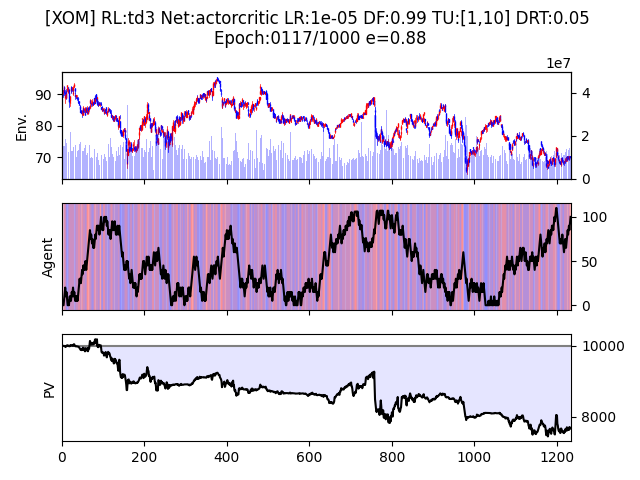 [XOM] RL:td3 Net:actorcritic LR:1e-05 DF:0.99 TU:[1,10] DRT:0.05
Epoch:0117/1000 e=0.88
1e7
Env.
90
80
70
4
2
0
Agent
100
50
0
PV
10000
8000
0 200 400 600 800 1000 1200